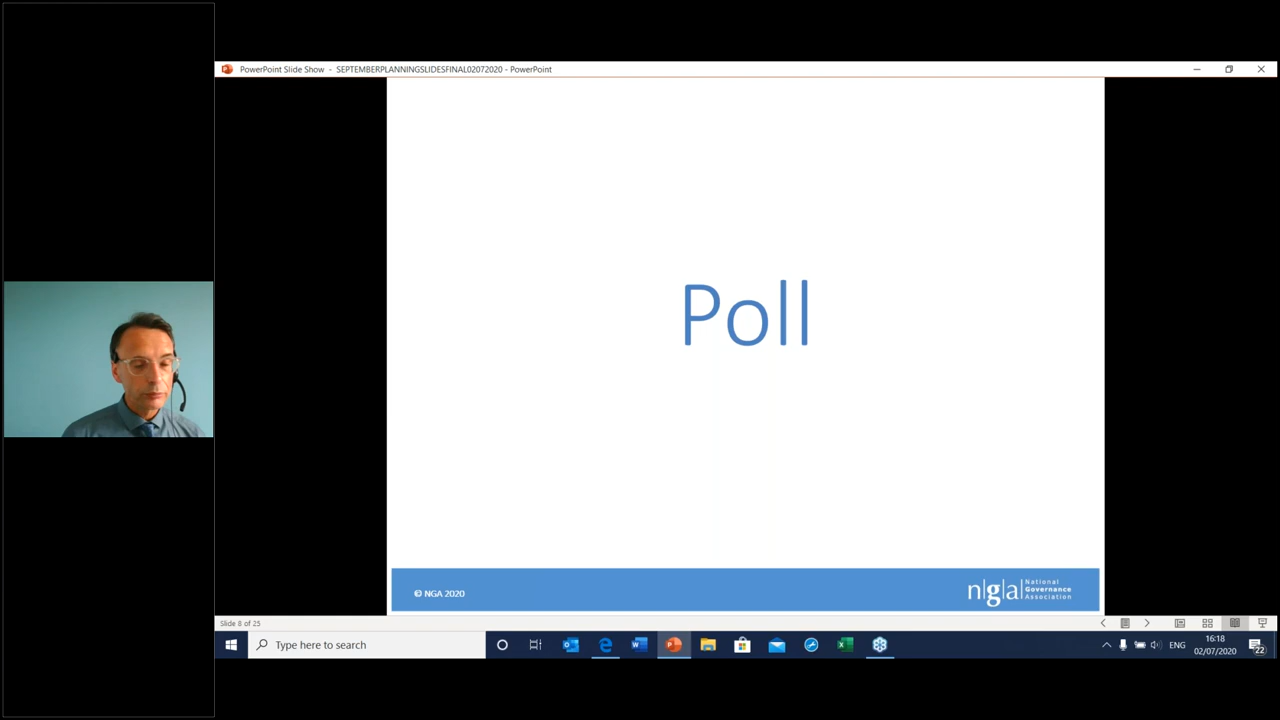 PowerPoint Slide Show - SEPTEMBERPLANNINGSLIDESFINAL02072020 - PowerPoint
Poll
© NGA 2020
n|g|a
National
Governance
Association
Slide 8 of 25
Type here to search
ENG
16:18
02/07/2020
22